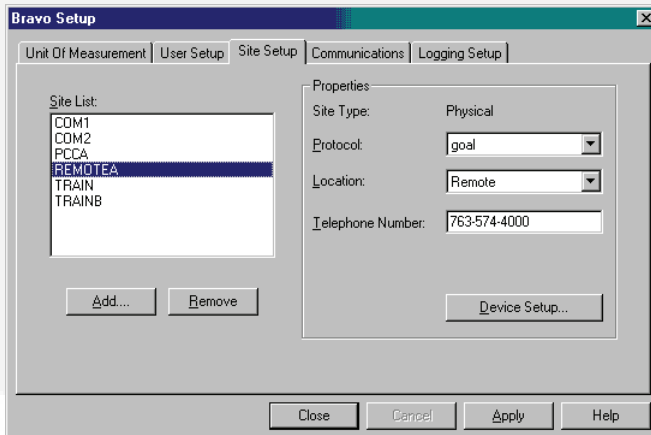 Bravo Setup
Unit Of Measurement User Setup Site Setup Communications Logging Setup
Site List:
COM1
COM2
PCCA
REMOTEA
TRAIN
TRAINB
Add.... Remove
Properties
Site Type: Physical
Protocol: goal
Location: Remote
Telephone Number: 763-574-4000
Device Setup...
Close Cancel Apply Help